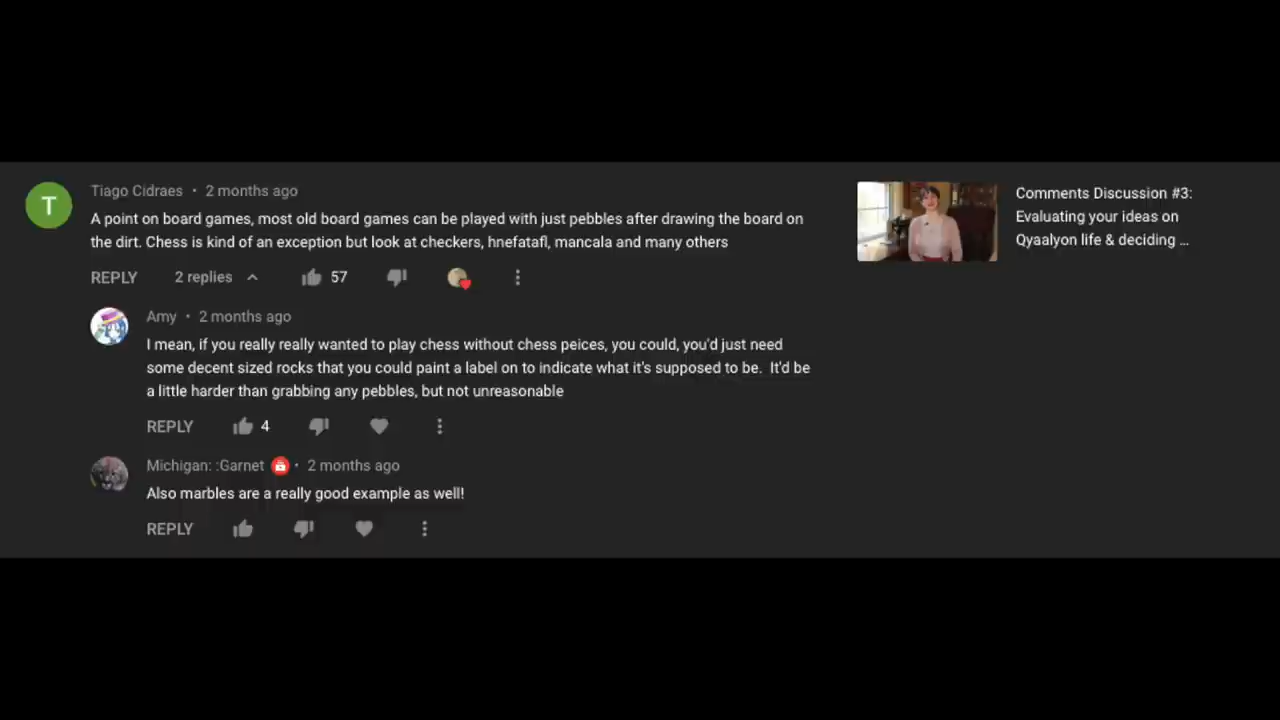 T
Tiago Cidraes • 2 months ago
A point on board games, most old board games can be played with just pebbles after drawing the board on
the dirt. Chess is kind of an exception but look at checkers, hnefatafl, mancala and many others
REPLY 2 replies 57
Amy • 2 months ago
I mean, if you really really wanted to play chess without chess peices, you could, you'd just need
some decent sized rocks that you could paint a label on to indicate what it's supposed to be. It'd be
a little harder than grabbing any pebbles, but not unreasonable
REPLY 4
Michigan: :Garnet • 2 months ago
Also marbles are a really good example as well!
REPLY
Comments Discussion #3:
Evaluating your ideas on
Qyaalyon life & deciding ...